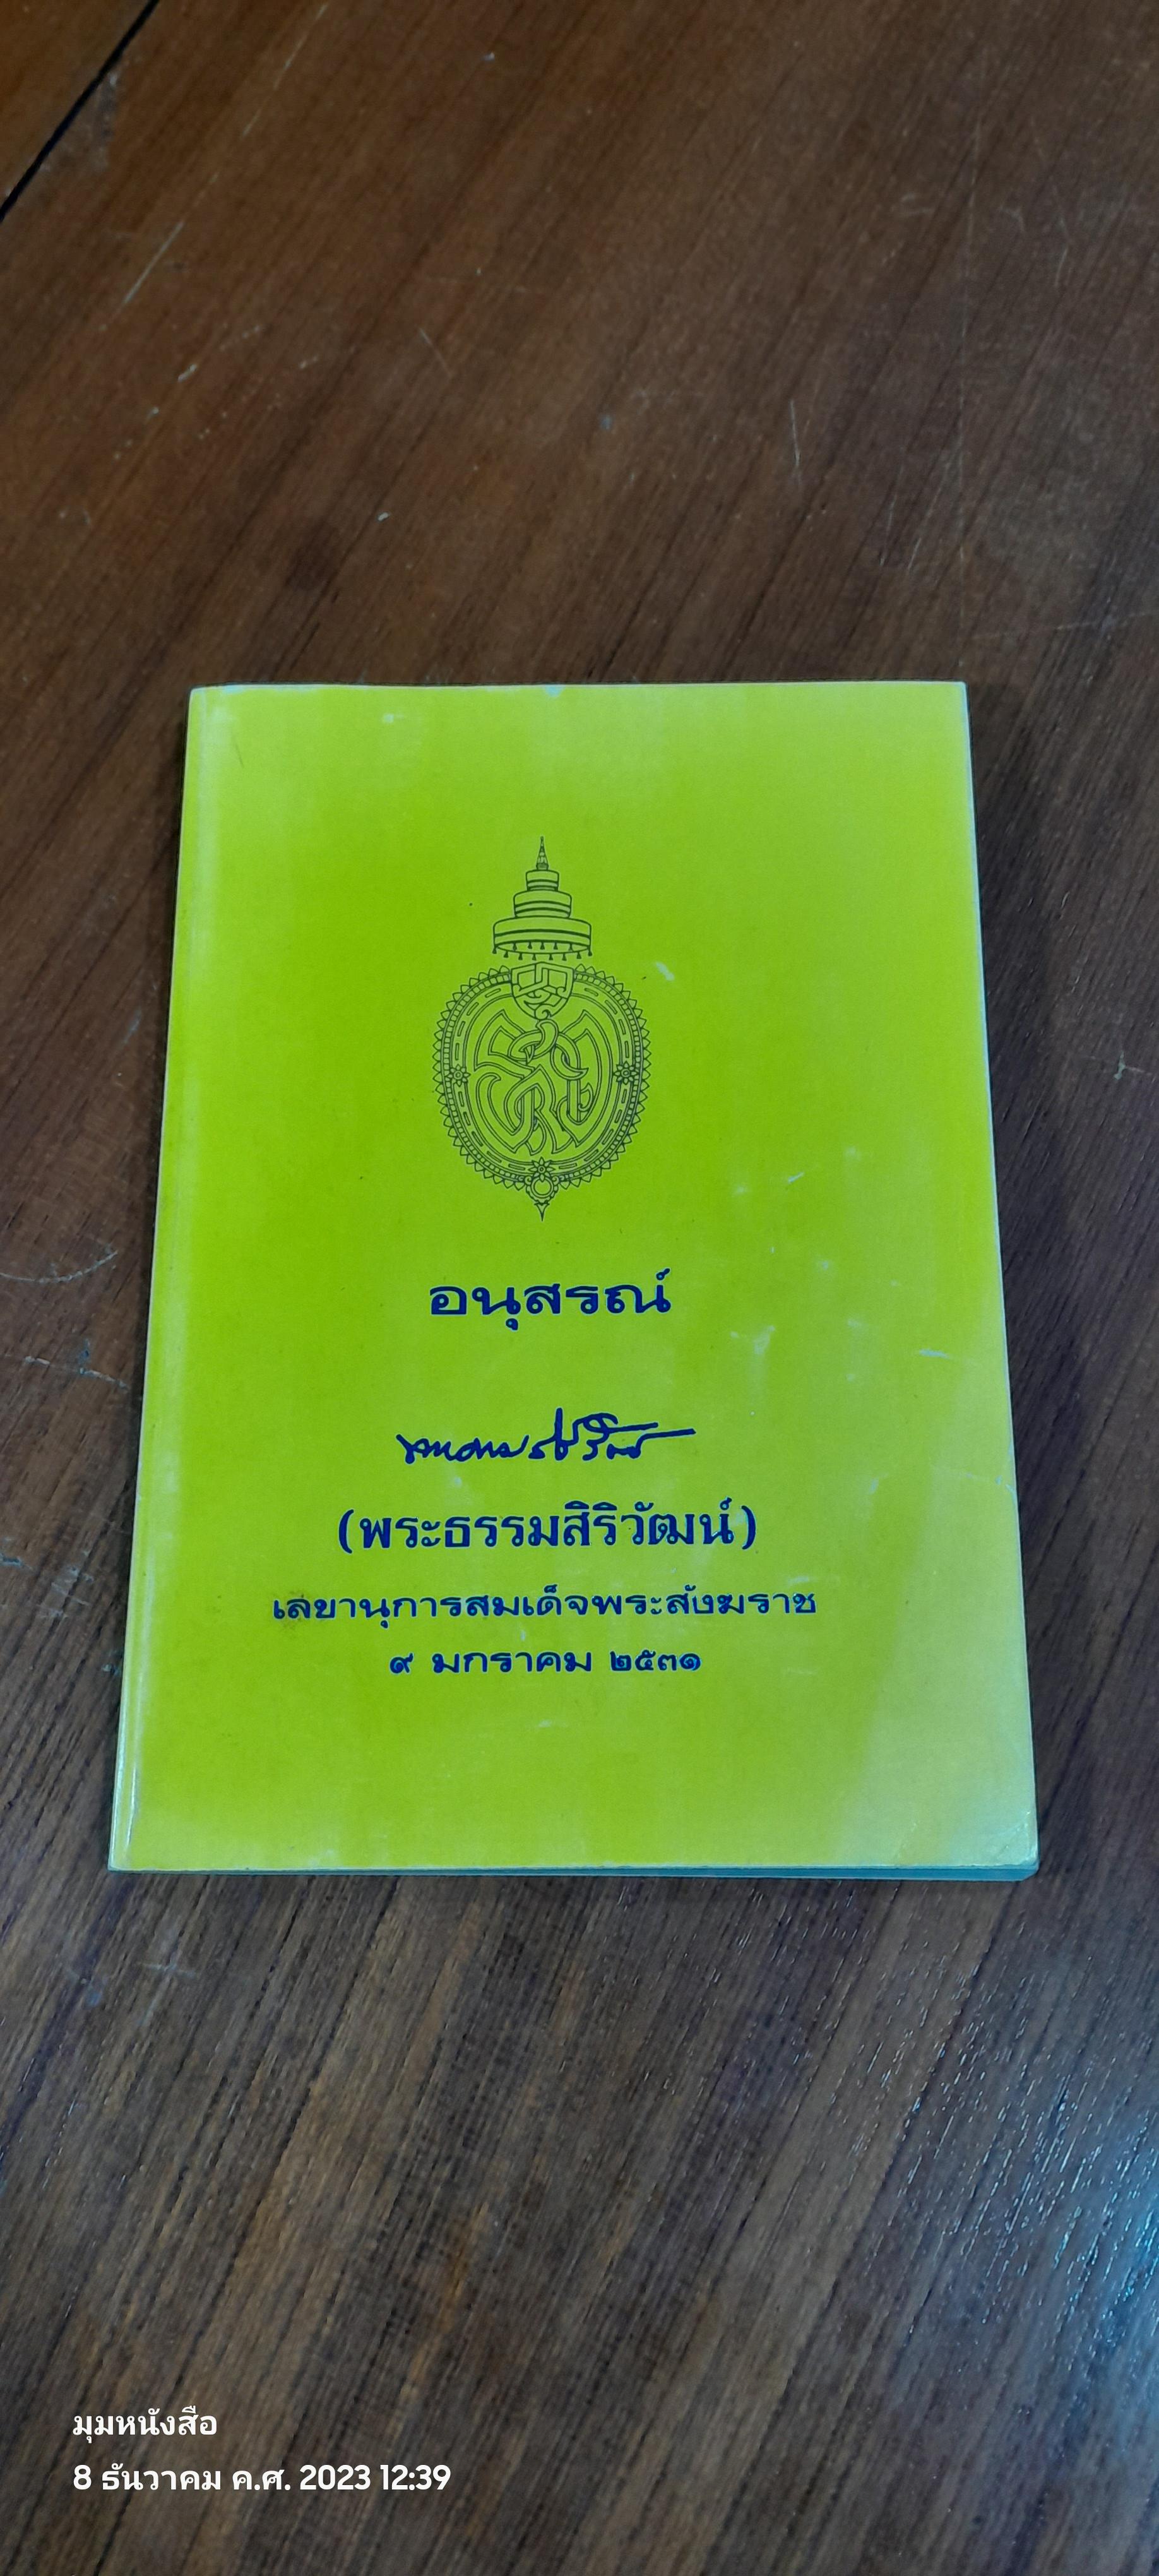 อนุสรณ์
(พระธรรมสิริวัฒน์)
เลขานุการสมเด็จพระสังฆราช
๙ มกราคม ๒๕๓๑
มุมหนังสือ
8 ธันวาคม ค.ศ. 2023 12:39